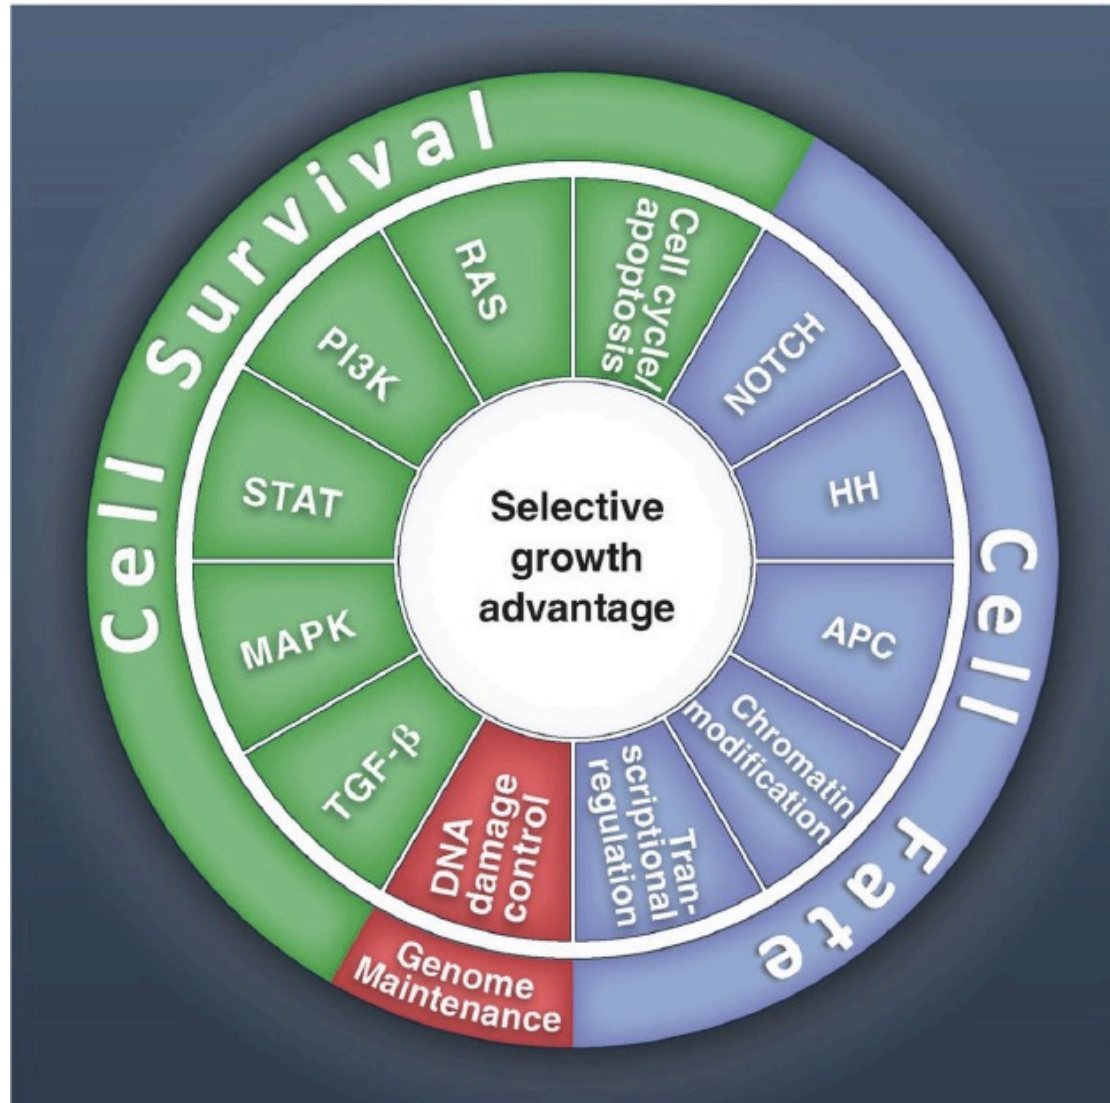 Cell Survival
Cell Fate
Genome
Maintenance
Cell cycle/
apoptosis
NOTCH
HH
APC
Chromatin
modification
Tran-
scriptional
regulation
DNA
damage
control
TGF-β
MAPK
STAT
PI3K
RAS
Selective
growth
advantage